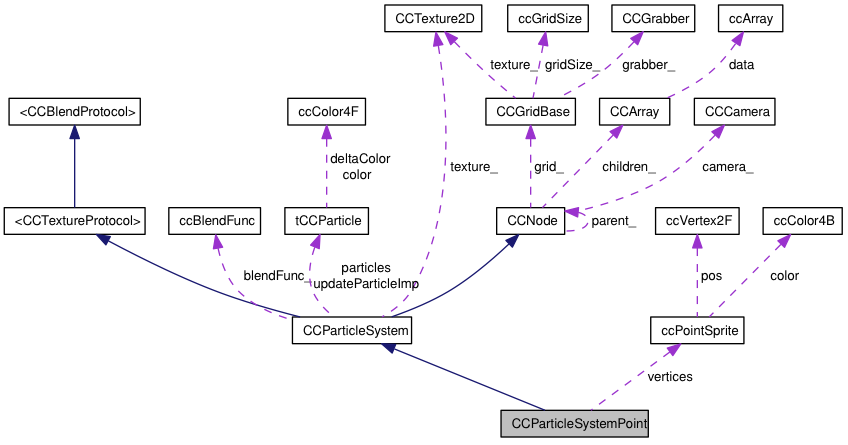 CCTexture2D
ccGridSize
CCGrabber
ccArray
texture_
gridSize_
grabber_
data
<CCBlendProtocol>
ccColor4F
CCGridBase
CCArray
CCCamera
deltaColor
color
texture_
grid_
children_
camera_
<CCTextureProtocol>
ccBlendFunc
tCCParticle
CCNode
parent_
ccVertex2F
ccColor4B
blendFunc_
particles
updateParticleImp
pos
color
CCParticleSystem
ccPointSprite
vertices
CCParticleSystemPoint